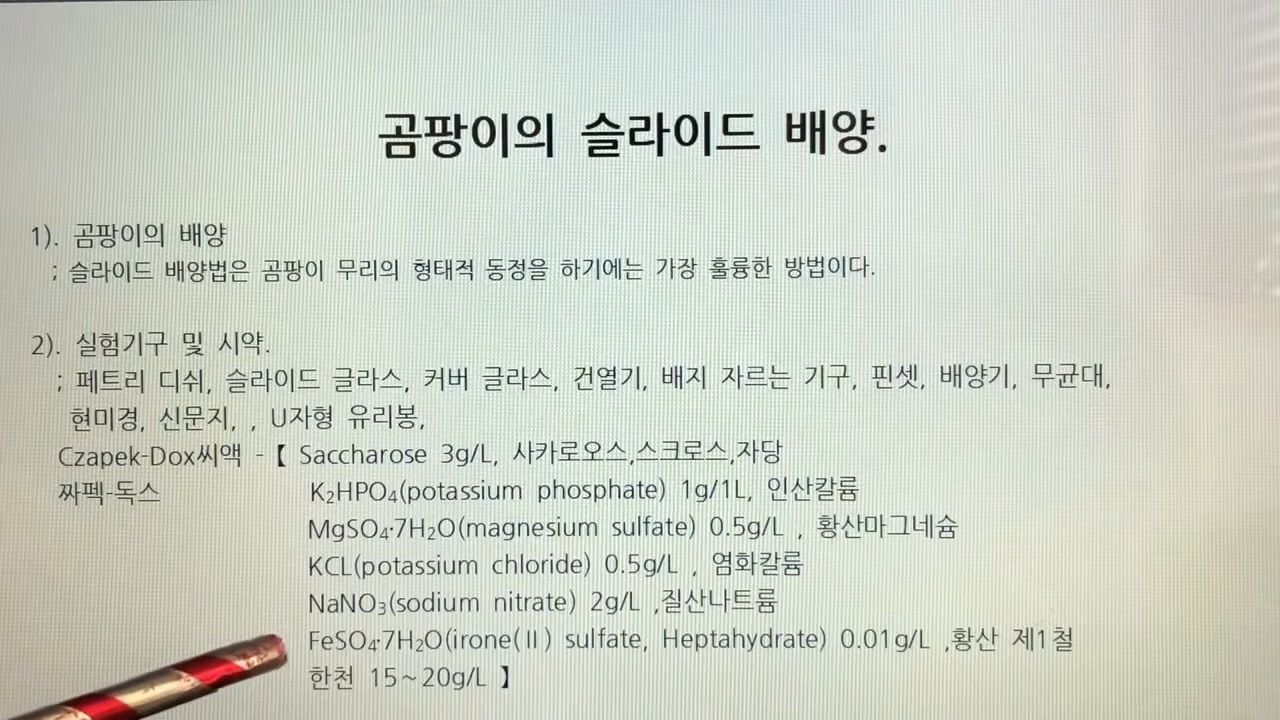 곰팡이의 슬라이드 배양.
1). 곰팡이의 배양
; 슬라이드 배양법은 곰팡이 무리의 형태적 동정을 하기에는 가장 훌륭한 방법이다.
2). 실험기구 및 시약.
; 페트리 디쉬, 슬라이드 글라스, 커버 글라스, 건열기, 배지 자르는 기구, 핀셋, 배양기, 무균대,
현미경, 신문지, , U자형 유리봉,
Czapek-Dox씨액 -【 Saccharose 3g/L, 사카로오스,스크로스,자당
짜펙-독스 K₂HPO₄(potassium phosphate) 1g/1L, 인산칼륨
MgSO₄·7H₂O(magnesium sulfate) 0.5g/L , 황산마그네슘
KCL(potassium chloride) 0.5g/L , 염화칼륨
NaNO₃(sodium nitrate) 2g/L ,질산나트륨
FeSO₄·7H₂O(irone(Ⅱ) sulfate, Heptahydrate) 0.01g/L ,황산 제1철
한천 15~20g/L 】